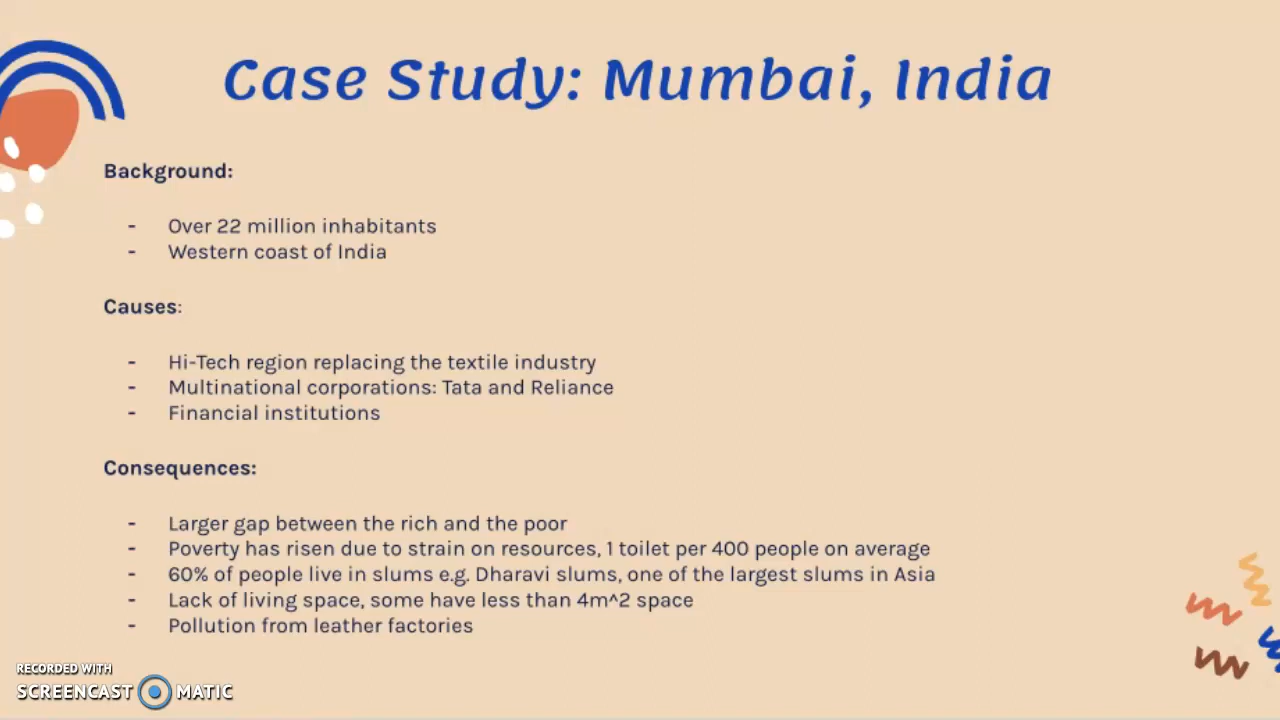 Case Study: Mumbai, India
Background:
- Over 22 million inhabitants
- Western coast of India
Causes:
- Hi-Tech region replacing the textile industry
- Multinational corporations: Tata and Reliance
- Financial institutions
Consequences:
- Larger gap between the rich and the poor
- Poverty has risen due to strain on resources, 1 toilet per 400 people on average
- 60% of people live in slums e.g. Dharavi slums, one of the largest slums in Asia
- Lack of living space, some have less than 4m^2 space
- Pollution from leather factories
RECORDED WITH
SCREENCAST MATIC